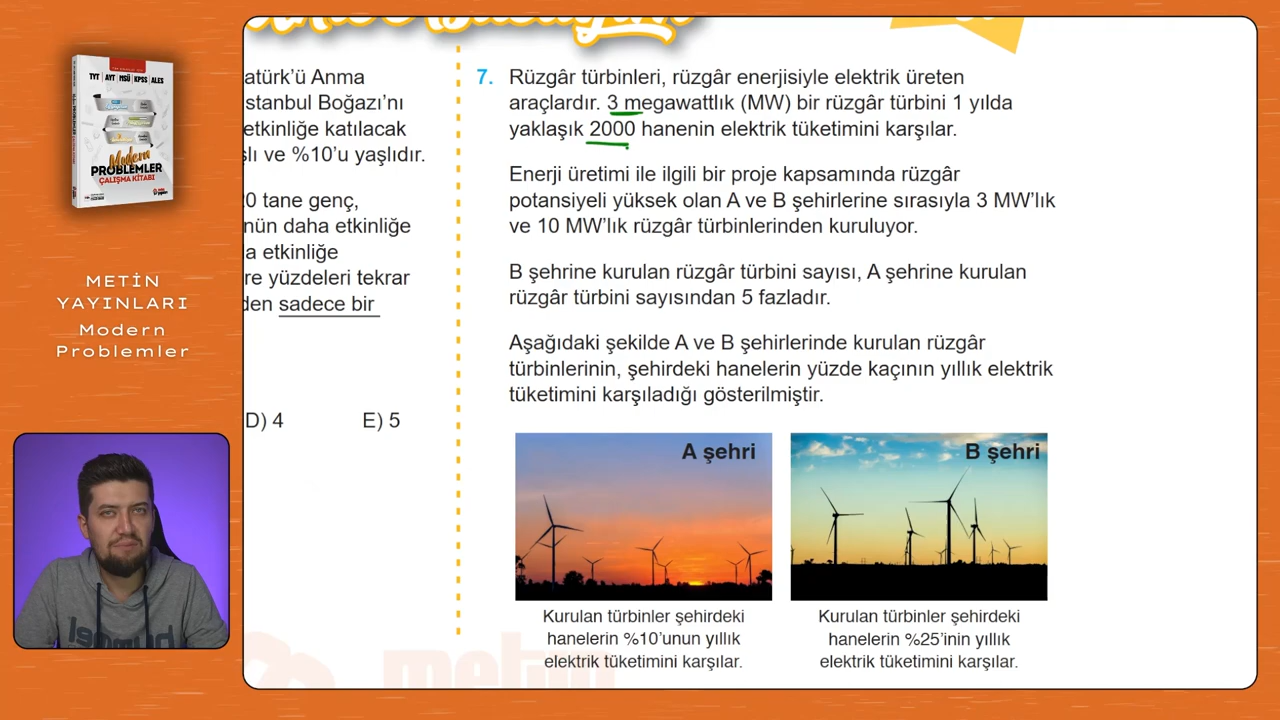 TYT AYT MSÜ KPSS ALES
Modern
PROBLEMLER
ÇALIŞMA KİTABI
METİN
YAYINLARI
Modern
Problemler
atürk'ü Anma
stanbul Boğazı'nı
etkinliğe katılacak
şlı ve %10'u yaşlıdır.
20 tane genç,
nün daha etkinliğe
a etkinliğe
re yüzdeleri tekrar
den sadece bir
D) 4 E) 5
7. Rüzgâr türbinleri, rüzgâr enerjisiyle elektrik üreten
araçlardır. 3 megawattlık (MW) bir rüzgâr türbini 1 yılda
yaklaşık 2000 hanenin elektrik tüketimini karşılar.
Enerji üretimi ile ilgili bir proje kapsamında rüzgâr
potansiyeli yüksek olan A ve B şehirlerine sırasıyla 3 MW'lık
ve 10 MW'lık rüzgâr türbinlerinden kuruluyor.
B şehrine kurulan rüzgâr türbini sayısı, A şehrine kurulan
rüzgâr türbini sayısından 5 fazladır.
Aşağıdaki şekilde A ve B şehirlerinde kurulan rüzgâr
türbinlerinin, şehirdeki hanelerin yüzde kaçının yıllık elektrik
tüketimini karşıladığı gösterilmiştir.
A şehri
B şehri
Kurulan türbinler şehirdeki
hanelerin %10'unun yıllık
elektrik tüketimini karşılar.
Kurulan türbinler şehirdeki
hanelerin %25'inin yıllık
elektrik tüketimini karşılar.
metin